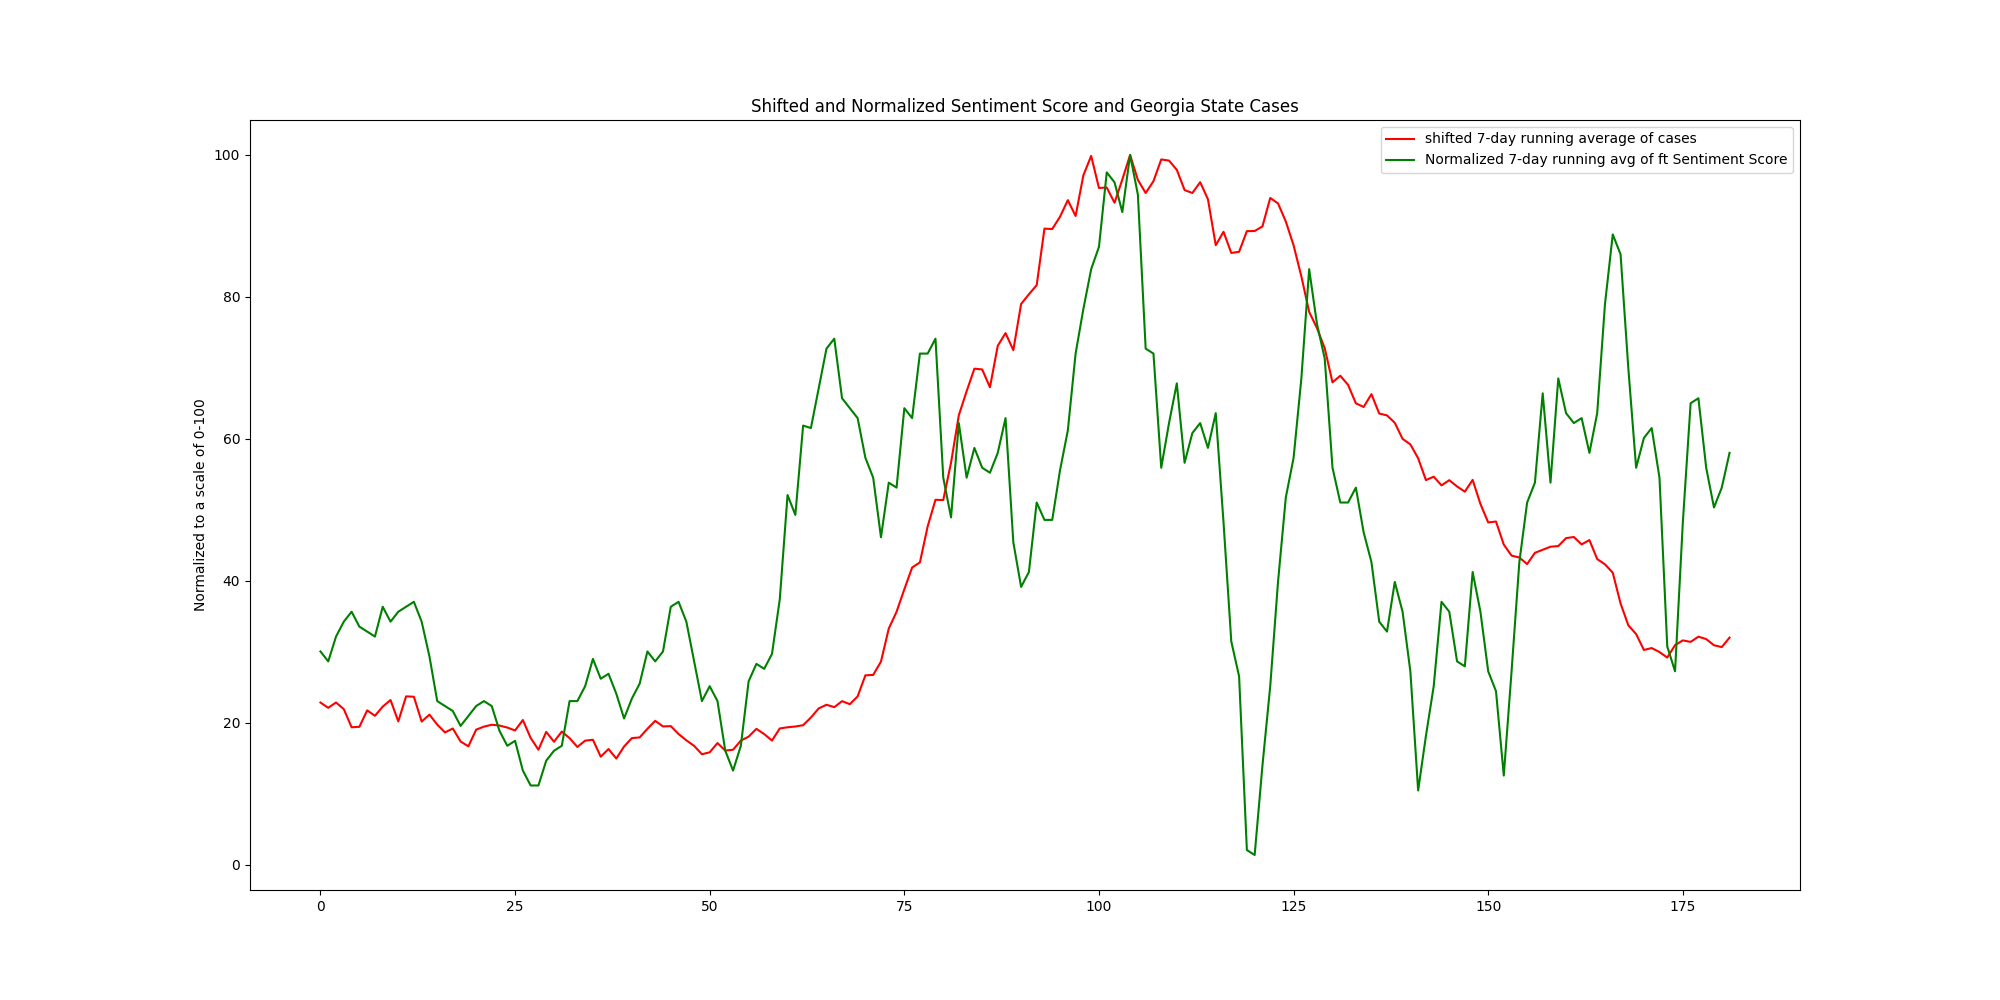 Shifted and Normalized Sentiment Score and Georgia State Cases
shifted 7-day running average of cases
Normalized 7-day running avg of ft Sentiment Score
Normalized to a scale of 0-100
100
80
60
40
20
0
0 25 50 75 100 125 150 175